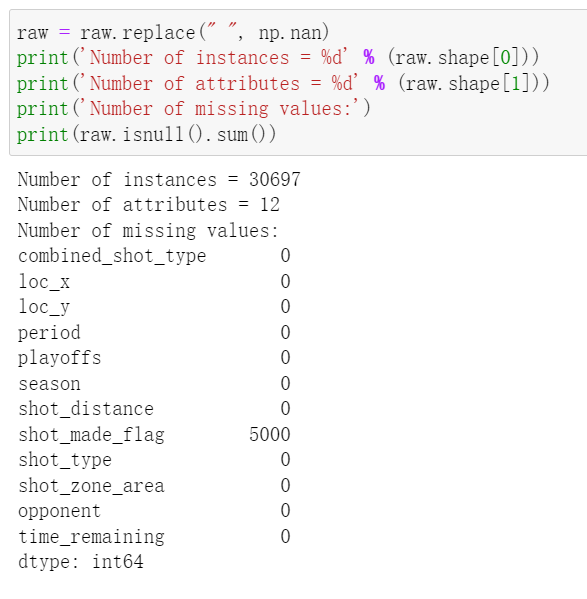 raw = raw.replace(" ", np.nan)
print('Number of instances = %d' % (raw.shape[0]))
print('Number of attributes = %d' % (raw.shape[1]))
print('Number of missing values:')
print(raw.isnull().sum())
Number of instances = 30697
Number of attributes = 12
Number of missing values:
combined_shot_type 0
loc_x 0
loc_y 0
period 0
playoffs 0
season 0
shot_distance 0
shot_made_flag 5000
shot_type 0
shot_zone_area 0
opponent 0
time_remaining 0
dtype: int64